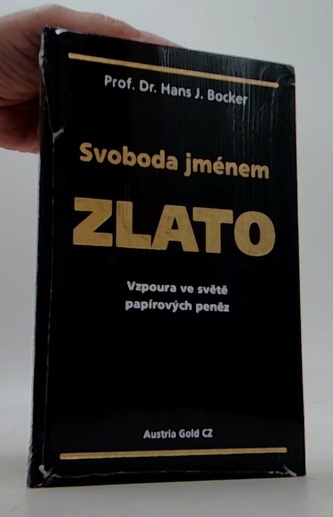 Prof. Dr. Hans J. Bocker
Svoboda jménem
ZLATO
Vzpoura ve světě
papírových peněz
Austria Gold CZ